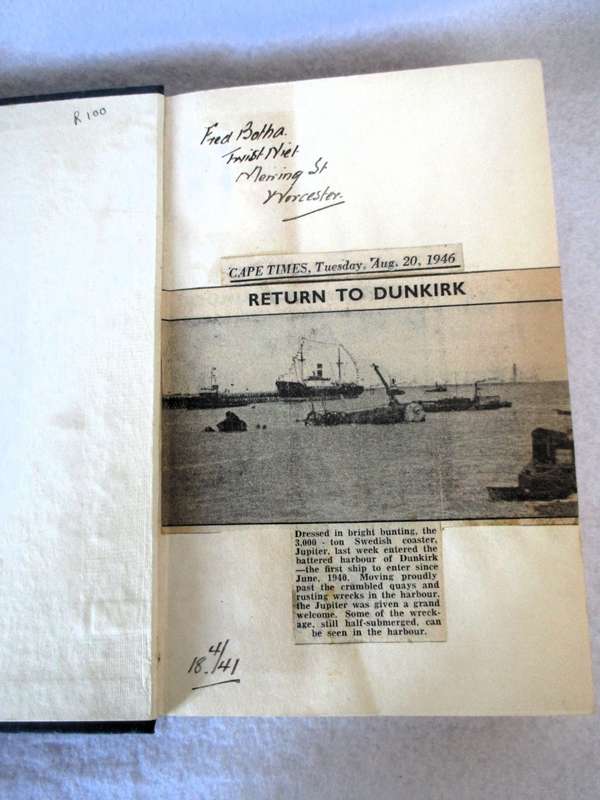 R 100
Fred Botha.
Twist Niet
Meiring St
Worcester.
CAPE TIMES, Tuesday, Aug. 20, 1946
RETURN TO DUNKIRK
Dressed in bright bunting, the
3,000 - ton Swedish coaster,
Jupiter, last week entered the
battered harbour of Dunkirk
—the first ship to enter since
June, 1940. Moving proudly
past the crumbled quays and
rusting wrecks in the harbour,
the Jupiter was given a grand
welcome. Some of the wreck-
age, still half-submerged, can
be seen in the harbour.
18.4/41